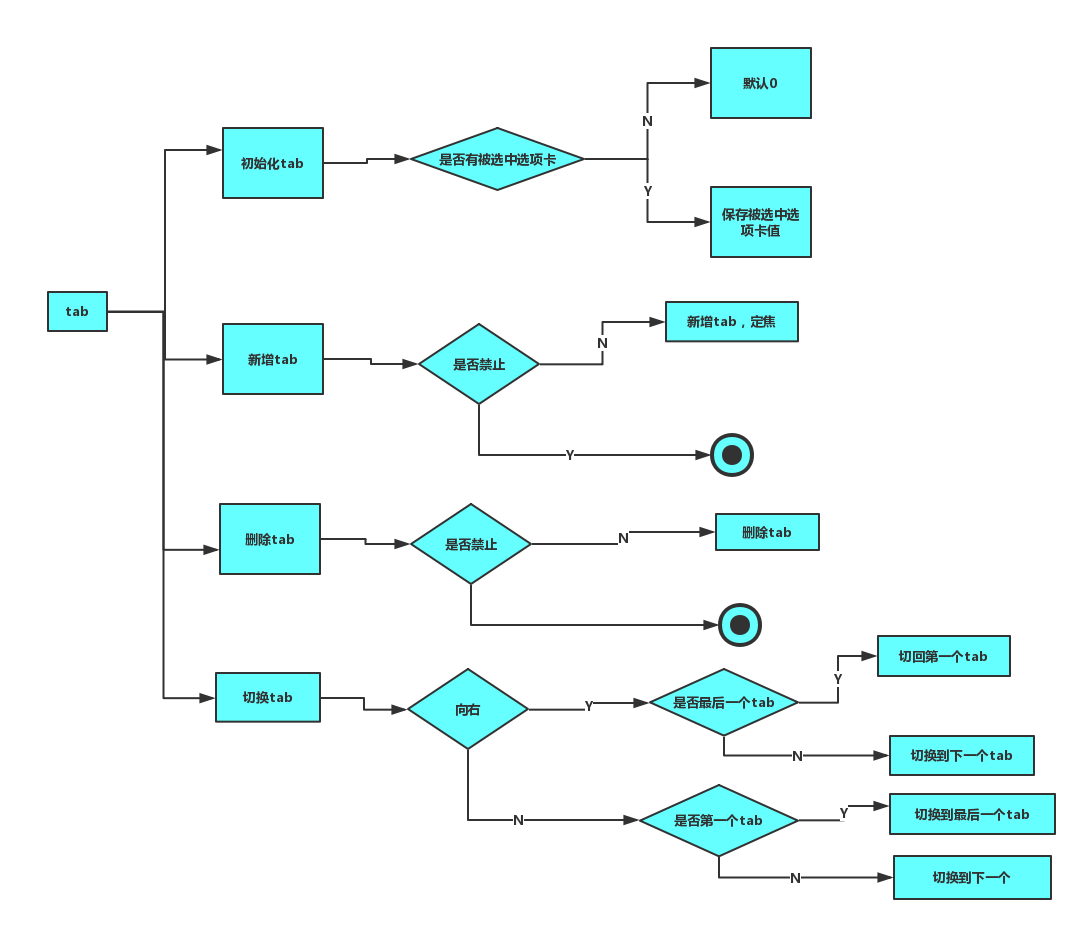 默认0
N
初始化tab
是否有被选中选项卡
Y
保存被选中选
项卡值
tab
新增tab，定焦
N
新增tab
是否禁止
Y
删除tab
是否禁止
N
删除tab
切回第一个tab
Y
切换tab
向右
Y
是否最后一个tab
N
切换到下一个tab
N
是否第一个tab
Y
切换到最后一个tab
N
切换到下一个